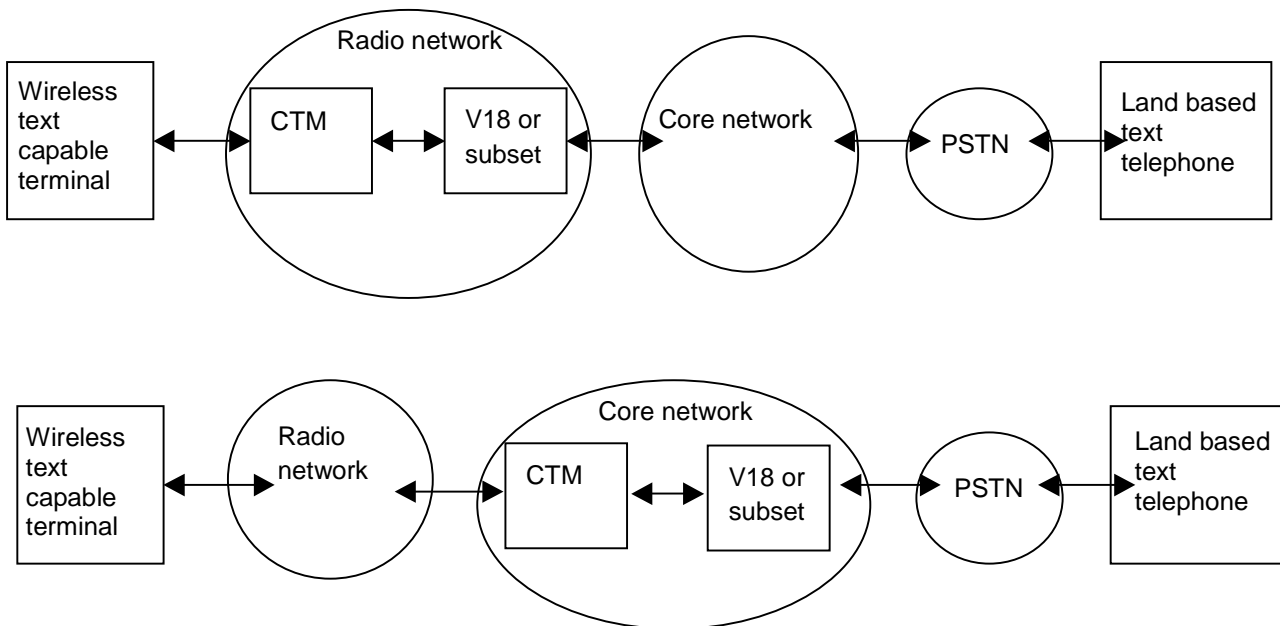 Radio network
Wireless
text
capable
terminal
CTM
V18 or
subset
Core network
PSTN
Land based
text
telephone
Wireless
text
capable
terminal
Radio
network
Core network
CTM
V18 or
subset
PSTN
Land based
text
telephone